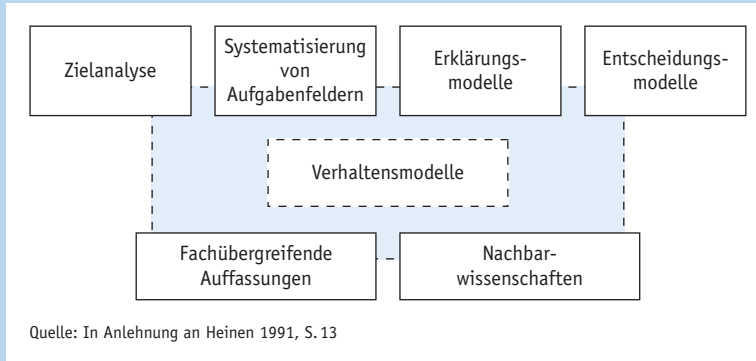 Zielanalyse
Systematisierung
von
Aufgabenfeldern
Erklärungs-
modelle
Entscheidungs-
modelle
Verhaltensmodelle
Fachübergreifende
Auffassungen
Nachbar-
wissenschaften
Quelle: In Anlehnung an Heinen 1991, S. 13